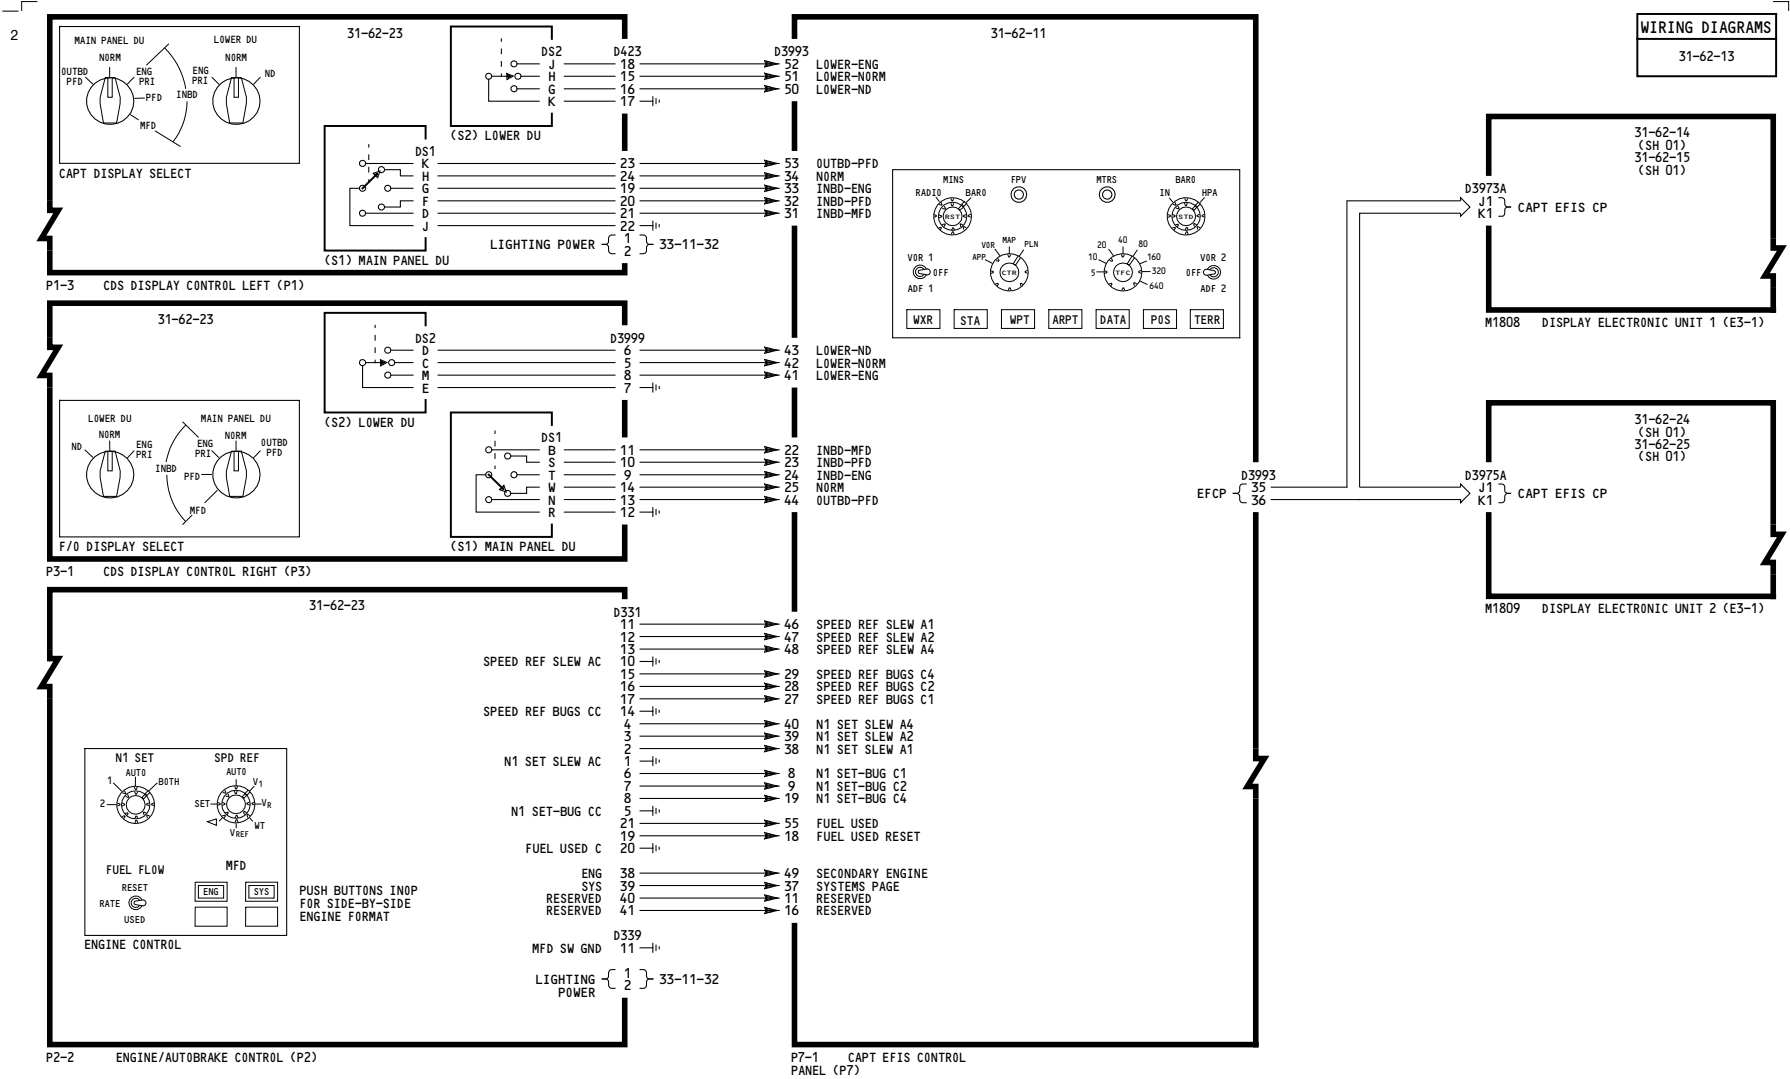 2
WIRING DIAGRAMS
31-62-13
31-62-23
MAIN PANEL DU
LOWER DU
NORM
NORM
OUTBD
PFD
ENG
PRI
ENG
PRI
ND
INBD
PFD
MFD
CAPT DISPLAY SELECT
DS2
D423
J
18
H
15
G
16
K
17
(S2) LOWER DU
DS1
K
23
H
24
G
19
F
20
D
21
J
22
LIGHTING POWER
1
2
33-11-32
(S1) MAIN PANEL DU
P1-3 CDS DISPLAY CONTROL LEFT (P1)
31-62-23
DS2
D3999
D
6
C
5
M
8
E
7
(S2) LOWER DU
LOWER DU
MAIN PANEL DU
NORM
NORM
ND
ENG
PRI
ENG
PRI
OUTBD
PFD
INBD
PFD
MFD
F/O DISPLAY SELECT
DS1
B
11
S
10
T
9
W
14
N
13
R
12
(S1) MAIN PANEL DU
P3-1 CDS DISPLAY CONTROL RIGHT (P3)
31-62-23
D331
11
12
13
SPEED REF SLEW AC 10
15
16
17
SPEED REF BUGS CC 14
4
3
2
N1 SET SLEW AC 1
6
7
8
N1 SET-BUG CC 5
21
19
FUEL USED C 20
ENG 38
SYS 39
RESERVED 40
RESERVED 41
D339
MFD SW GND 11
LIGHTING
POWER
1
2
33-11-32
N1 SET
SPD REF
AUTO
AUTO
1
BOTH
V1
2
SET
VR
WT
VREF
FUEL FLOW
MFD
RESET
RATE
USED
ENG
SYS
PUSH BUTTONS INOP
FOR SIDE-BY-SIDE
ENGINE FORMAT
ENGINE CONTROL
P2-2 ENGINE/AUTOBRAKE CONTROL (P2)
31-62-11
D3993
52 LOWER-ENG
51 LOWER-NORM
50 LOWER-ND
53 OUTBD-PFD
34 NORM
33 INBD-ENG
32 INBD-PFD
31 INBD-MFD
MINS
FPV
MTRS
BARO
RADIO
BARO
IN
HPA
RST
STD
VOR 1
OFF
ADF 1
APP
VOR
MAP
PLN
CTR
5
10
20
40
80
160
320
640
TFC
VOR 2
OFF
ADF 2
WXR
STA
WPT
ARPT
DATA
POS
TERR
43 LOWER-ND
42 LOWER-NORM
41 LOWER-ENG
22 INBD-MFD
23 INBD-PFD
24 INBD-ENG
25 NORM
44 OUTBD-PFD
D3993
EFCP
35
36
46 SPEED REF SLEW A1
47 SPEED REF SLEW A2
48 SPEED REF SLEW A4
29 SPEED REF BUGS C4
28 SPEED REF BUGS C2
27 SPEED REF BUGS C1
40 N1 SET SLEW A4
39 N1 SET SLEW A2
38 N1 SET SLEW A1
8 N1 SET-BUG C1
9 N1 SET-BUG C2
19 N1 SET-BUG C4
55 FUEL USED
18 FUEL USED RESET
49 SECONDARY ENGINE
37 SYSTEMS PAGE
11 RESERVED
16 RESERVED
P7-1 CAPT EFIS CONTROL
PANEL (P7)
31-62-14
(SH 01)
31-62-15
(SH 01)
D3973A
J1
K1
CAPT EFIS CP
M1808 DISPLAY ELECTRONIC UNIT 1 (E3-1)
31-62-24
(SH 01)
31-62-25
(SH 01)
D3975A
J1
K1
CAPT EFIS CP
M1809 DISPLAY ELECTRONIC UNIT 2 (E3-1)